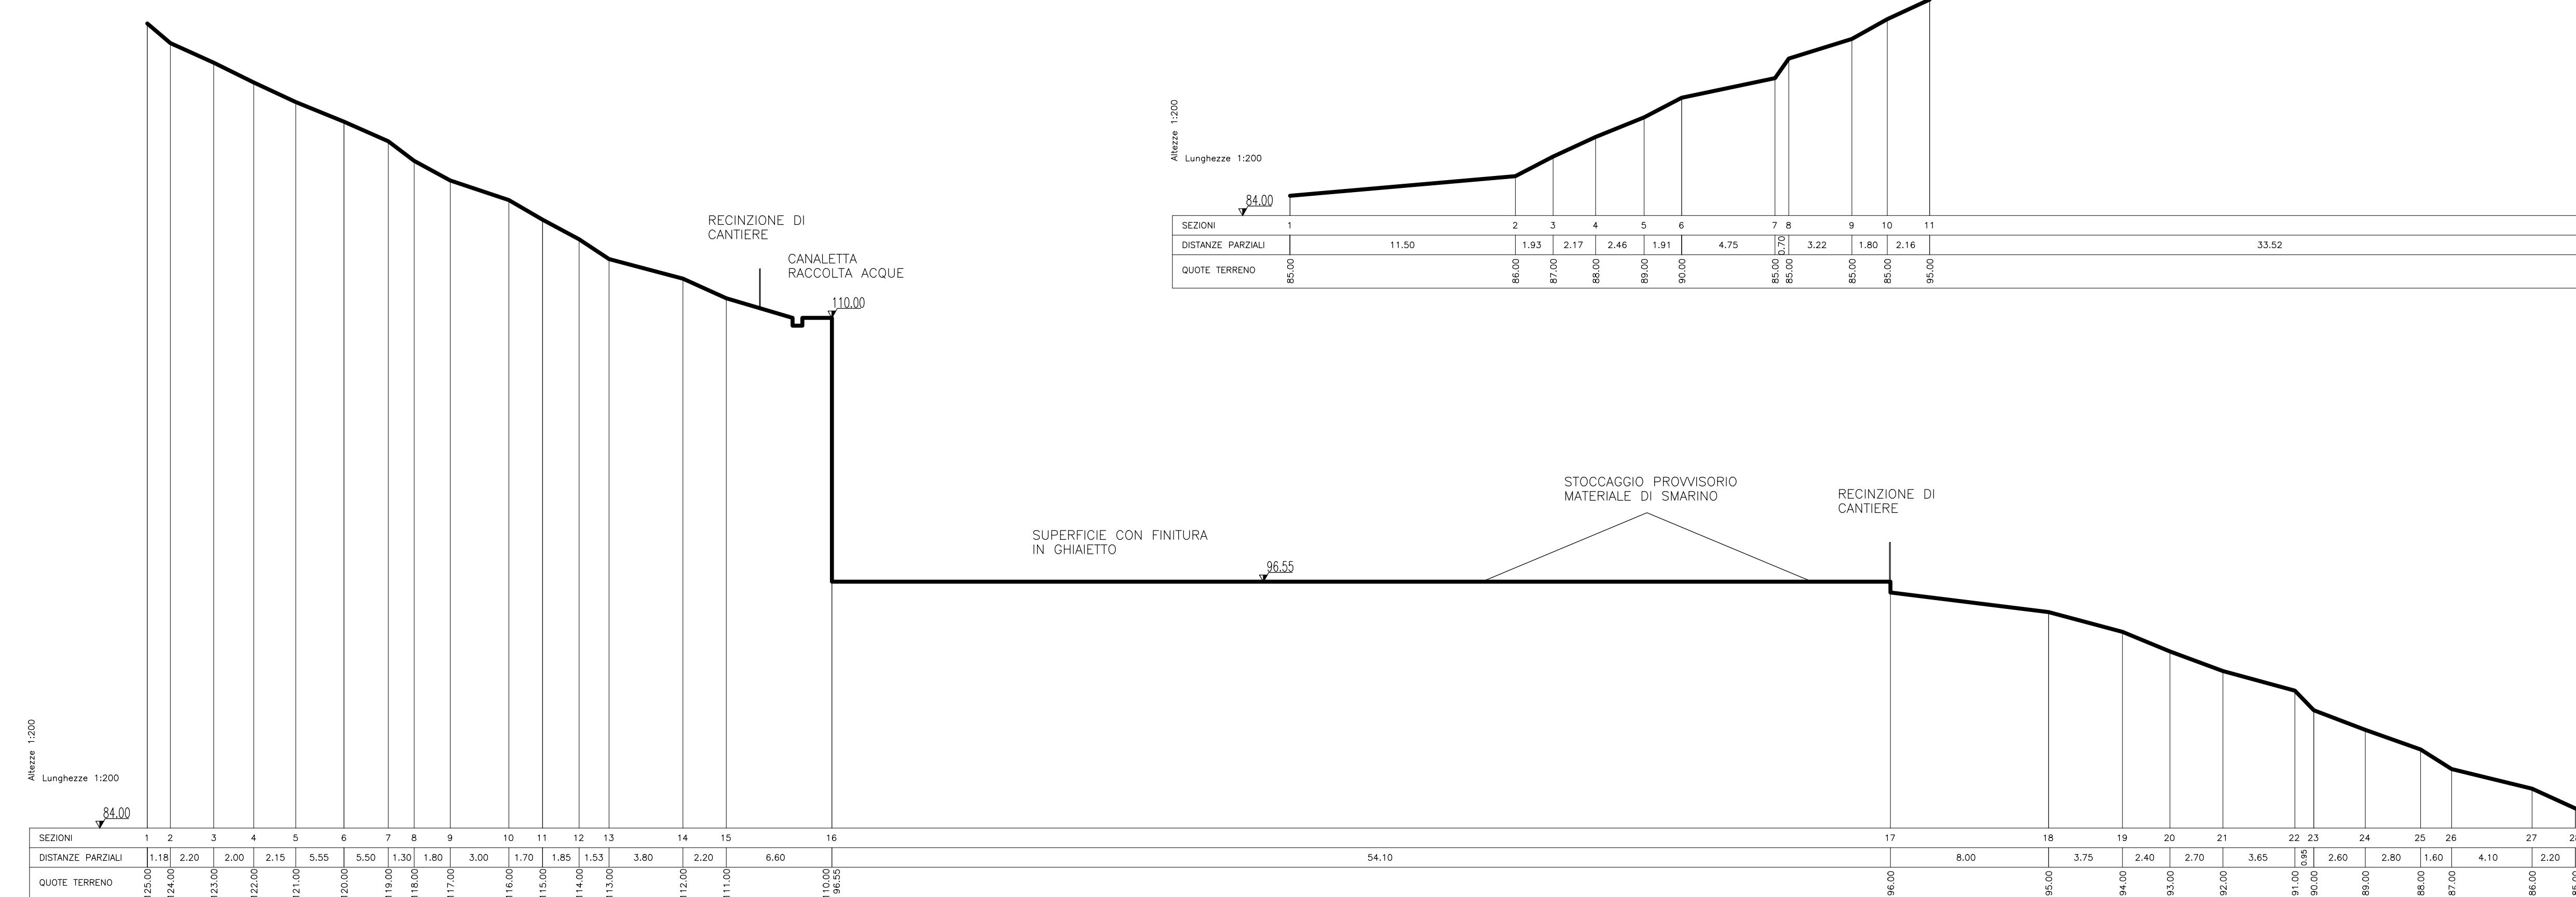 Altezze 1:200
Lunghezze 1:200
84.00
SEZIONI 1 2 3 4 5 6 7 8 9 10 11
DISTANZE PARZIALI 11.50 1.93 2.17 2.46 1.91 4.75 0.70 3.22 1.80 2.16 33.52
QUOTE TERRENO 85.00 86.00 87.00 88.00 89.00 90.00 85.00 85.00 85.00 85.00 95.00
RECINZIONE DI
CANTIERE
CANALETTA
RACCOLTA ACQUE
110.00
STOCCAGGIO PROVVISORIO
MATERIALE DI SMARINO
RECINZIONE DI
CANTIERE
SUPERFICIE CON FINITURA
IN GHIAIETTO
96.55
Altezze 1:200
Lunghezze 1:200
84.00
SEZIONI 1 2 3 4 5 6 7 8 9 10 11 12 13 14 15 16 17 18 19 20 21 22 23 24 25 26 27
DISTANZE PARZIALI 1.18 2.20 2.00 2.15 5.55 5.50 1.30 1.80 3.00 1.70 1.85 1.53 3.80 2.20 6.60 54.10 8.00 3.75 2.40 2.70 3.65 0.95 2.60 2.80 1.60 4.10 2.20
QUOTE TERRENO 125.00 124.00 123.00 122.00 121.00 120.00 119.00 118.00 117.00 116.00 115.00 114.00 113.00 112.00 111.00 110.00 96.55 96.00 95.00 94.00 93.00 92.00 91.00 90.00 89.00 88.00 87.00 86.00